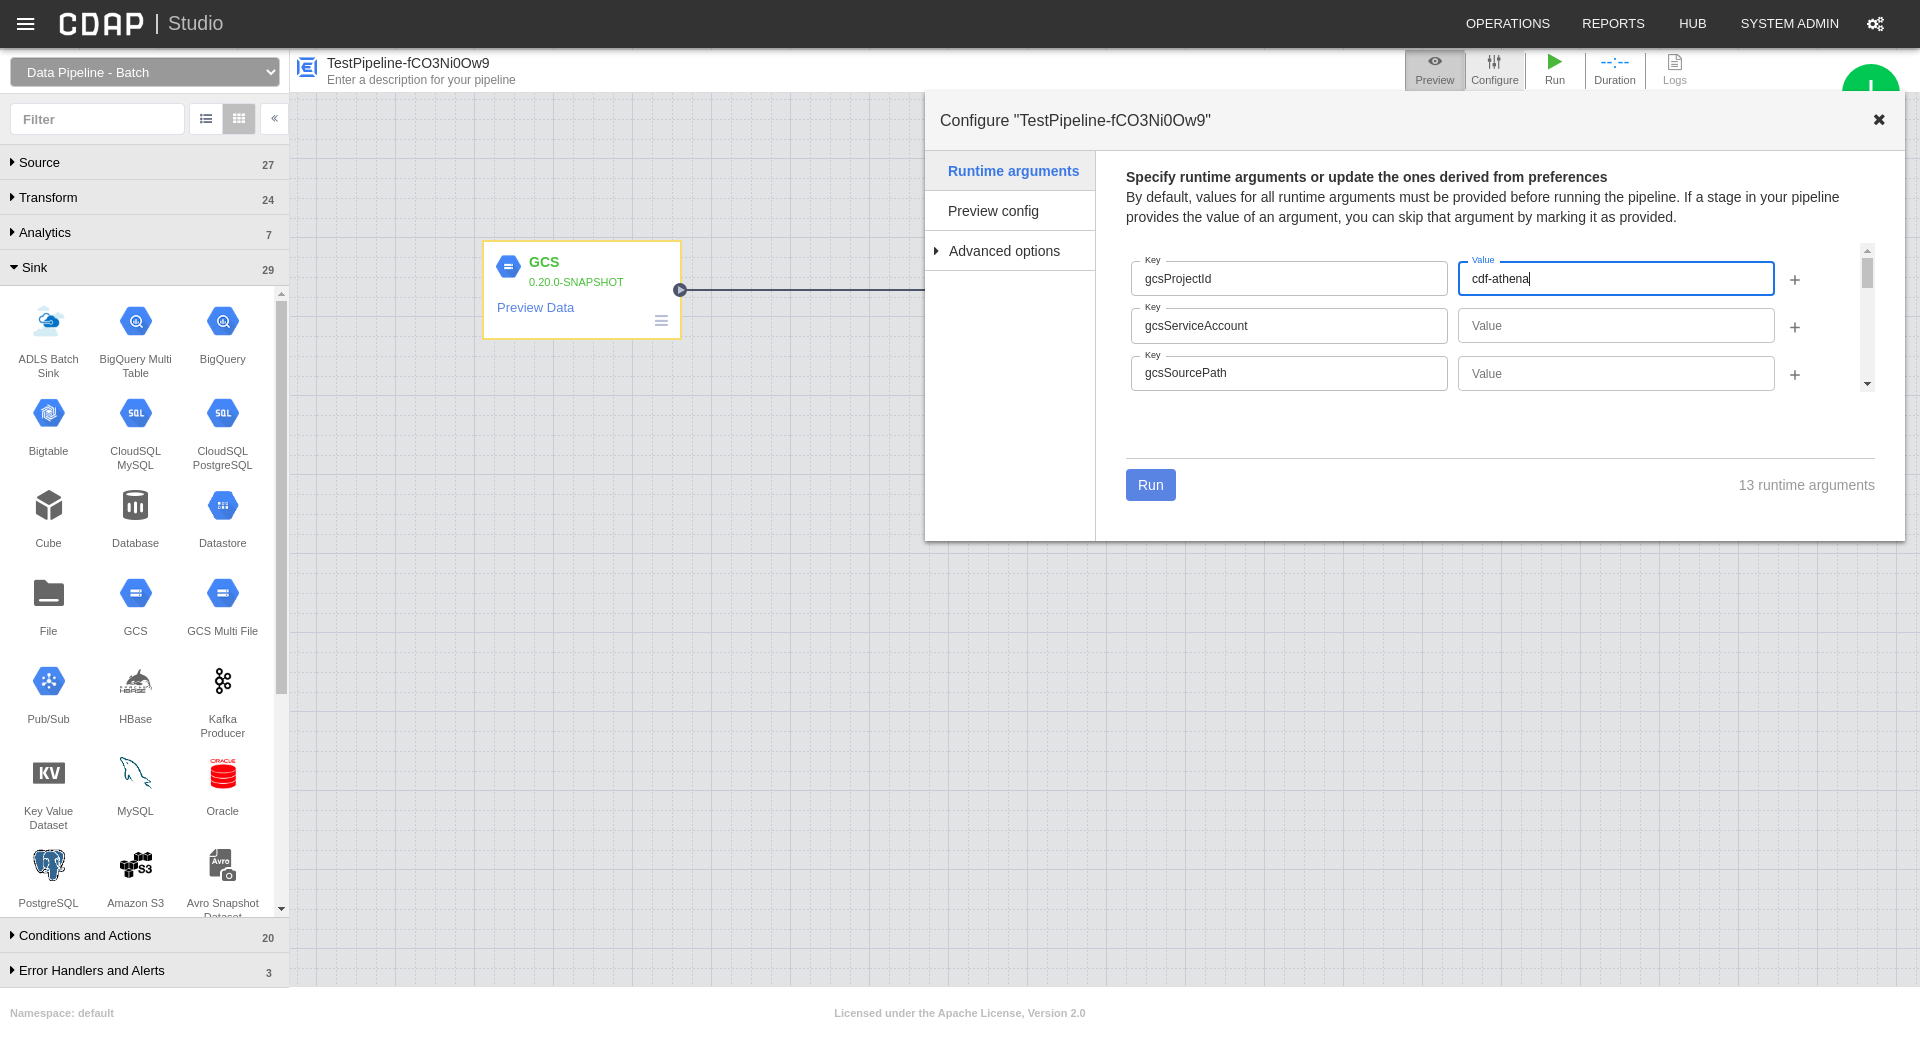 CDAP | Studio
OPERATIONS
REPORTS
HUB
SYSTEM ADMIN
Data Pipeline - Batch
TestPipeline-fCO3Ni0Ow9
Enter a description for your pipeline
Preview
Configure
Run
--:--
Duration
Logs
Filter
Source 27
Transform 24
Analytics 7
Sink 29
ADLS Batch
Sink
BigQuery Multi
Table
BigQuery
Bigtable
SQL
CloudSQL
MySQL
SQL
CloudSQL
PostgreSQL
Cube
Database
Datastore
File
GCS
GCS Multi File
Pub/Sub
HBASE
HBase
Kafka
Producer
KV
Key Value
Dataset
MySQL
ORACLE
Oracle
PostgreSQL
S3
Amazon S3
Avro
Avro Snapshot
Dataset
Conditions and Actions 20
Error Handlers and Alerts 3
GCS
0.20.0-SNAPSHOT
Preview Data
Configure "TestPipeline-fCO3Ni0Ow9"
Runtime arguments
Preview config
Advanced options
Specify runtime arguments or update the ones derived from preferences
By default, values for all runtime arguments must be provided before running the pipeline. If a stage in your pipeline
provides the value of an argument, you can skip that argument by marking it as provided.
Key
gcsProjectId
Value
cdf-athena
Key
gcsServiceAccount
Value
Key
gcsSourcePath
Value
Run
13 runtime arguments
Namespace: default
Licensed under the Apache License, Version 2.0